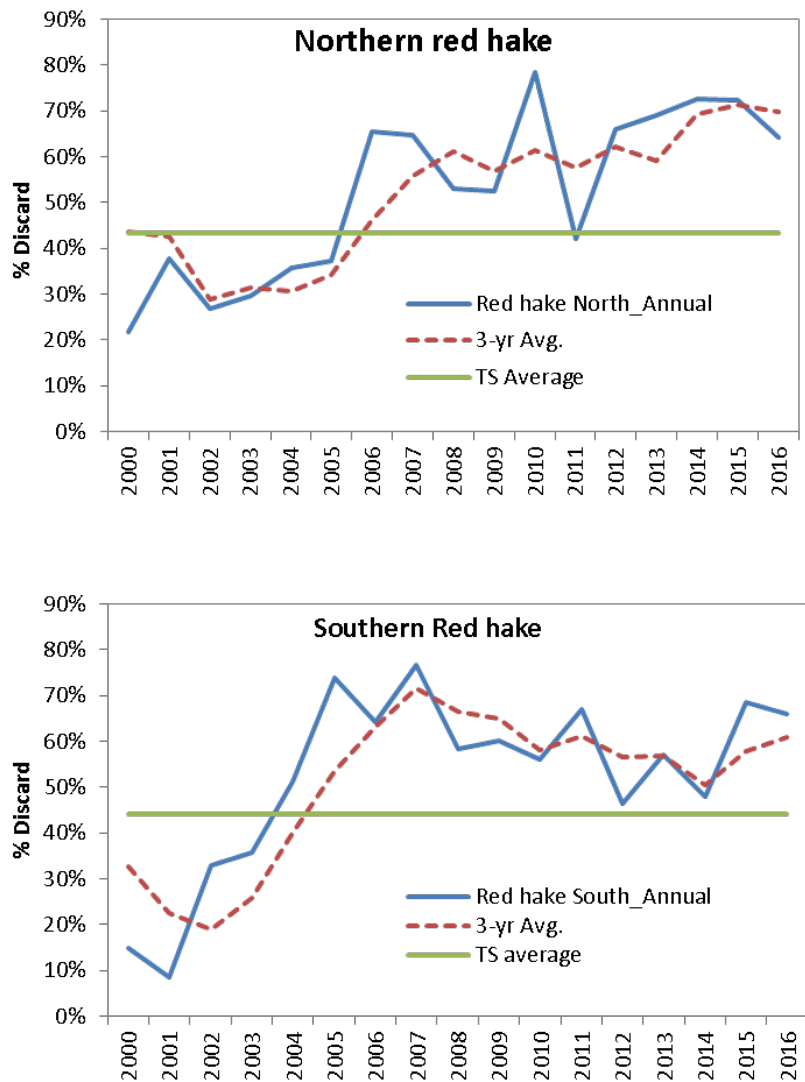 Northern red hake
% Discard
90%
80%
70%
60%
50%
40%
30%
20%
10%
0%
Red hake North_Annual
3-yr Avg.
TS Average
2000 2001 2002 2003 2004 2005 2006 2007 2008 2009 2010 2011 2012 2013 2014 2015 2016
Southern Red hake
% Discard
90%
80%
70%
60%
50%
40%
30%
20%
10%
0%
Red hake South_Annual
3-yr Avg.
TS average
2000 2001 2002 2003 2004 2005 2006 2007 2008 2009 2010 2011 2012 2013 2014 2015 2016